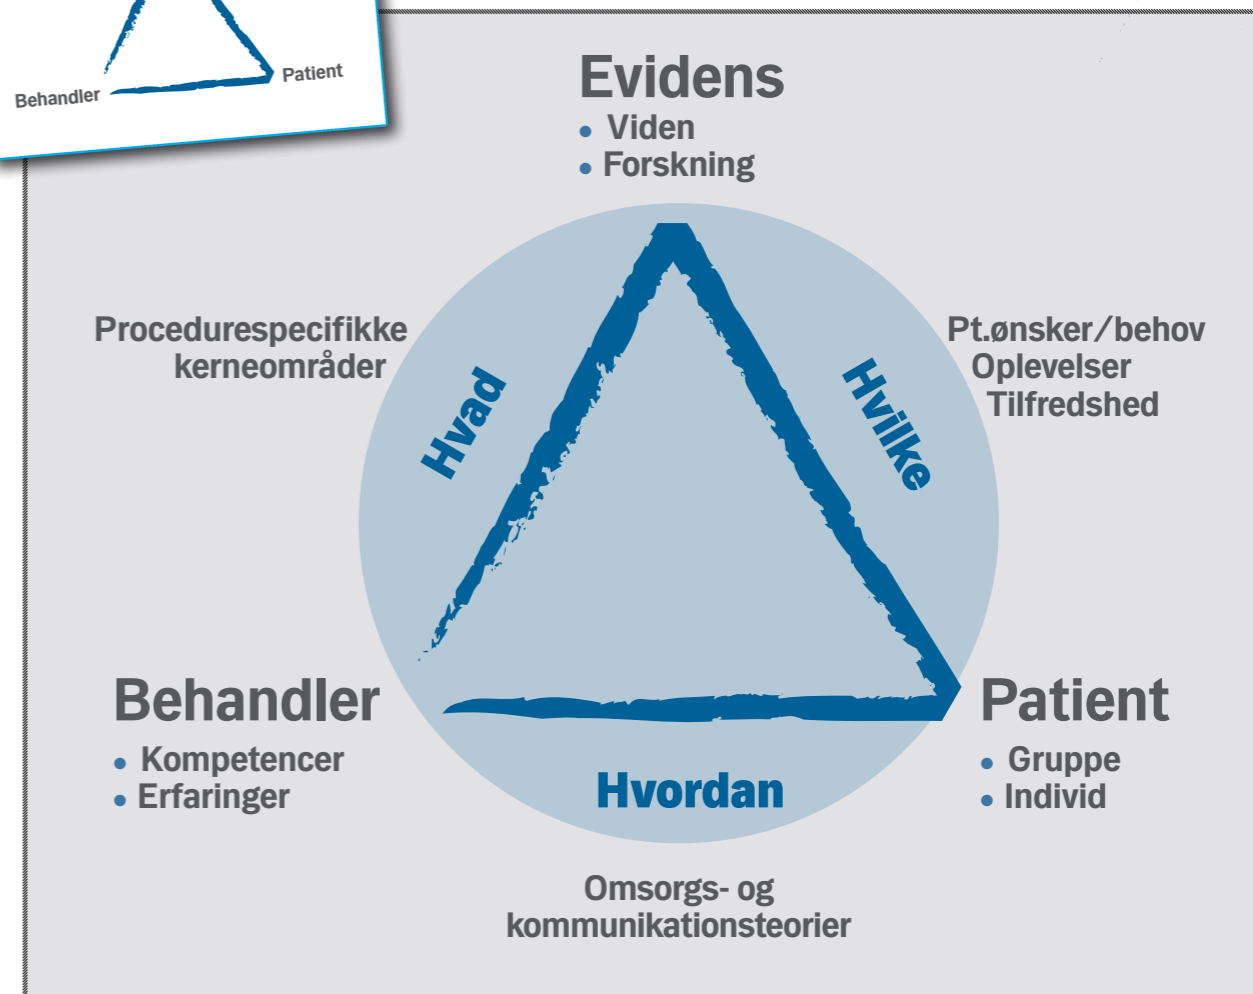 Behandler
Patient
Evidens
• Viden
• Forskning
Procedurespecifikke
kerneområder
Pt.ønsker/behov
Oplevelser
Tilfredshed
Hvad
Hvilke
Behandler
• Kompetencer
• Erfaringer
Patient
• Gruppe
• Individ
Hvordan
Omsorgs- og
kommunikationsteorier